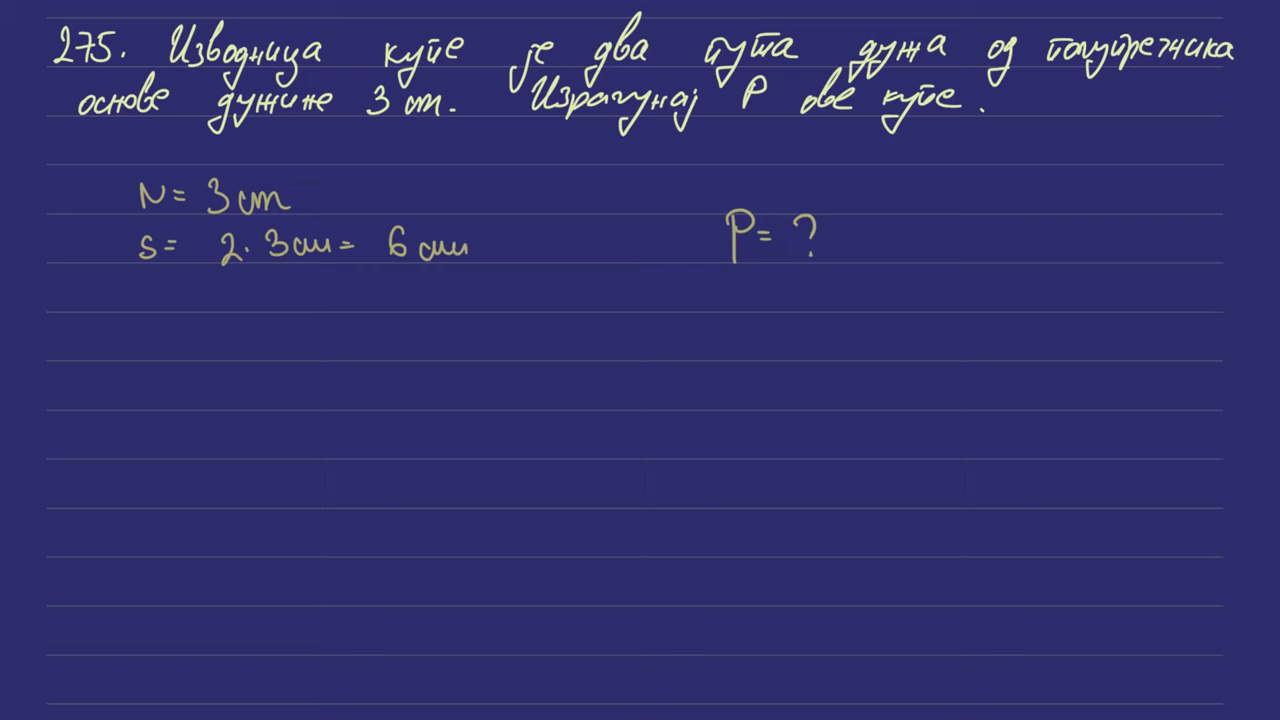 275. Изводница купе је два пута дужа од полупречника
основе дужине 3 cm. Израчунај P ове купе.
r = 3 cm
s = 2 · 3 cm = 6 cm
P = ?